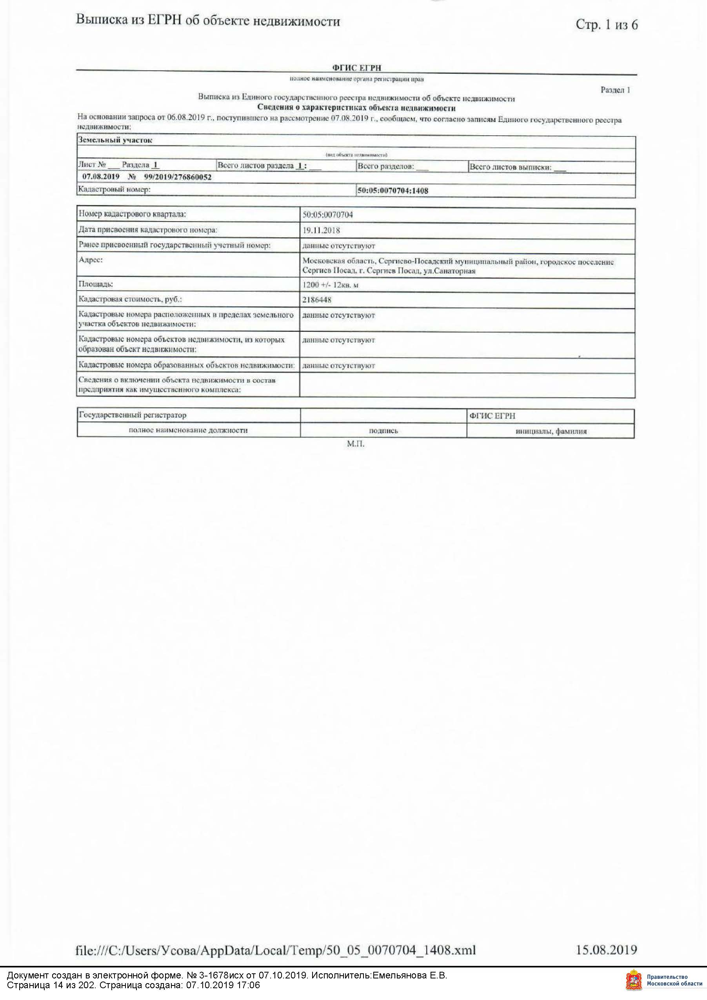 Выписка из ЕГРН об объекте недвижимости
Стр. 1 из 6
ФГИС ЕГРН
полное наименование органа регистрации прав
Раздел 1
Выписка из Единого государственного реестра недвижимости об объекте недвижимости
Сведения о характеристиках объекта недвижимости
На основании запроса от 06.08.2019 г., поступившего на рассмотрение 07.08.2019 г., сообщаем, что согласно записям Единого государственного реестра
недвижимости:
Земельный участок
(вид объекта недвижимости)
Лист № ___ Раздела 1 Всего листов раздела 1 : ___ Всего разделов: ___ Всего листов выписки: ___
07.08.2019 № 99/2019/276860052
Кадастровый номер: 50:05:0070704:1408
Номер кадастрового квартала: 50:05:0070704
Дата присвоения кадастрового номера: 19.11.2018
Ранее присвоенный государственный учетный номер: данные отсутствуют
Адрес: Московская область, Сергиево-Посадский муниципальный район, городское поселение
Сергиев Посад, г. Сергиев Посад, ул.Санаторная
Площадь: 1200 +/- 12кв. м
Кадастровая стоимость, руб.: 2186448
Кадастровые номера расположенных в пределах земельного данные отсутствуют
участка объектов недвижимости:
Кадастровые номера объектов недвижимости, из которых данные отсутствуют
образован объект недвижимости:
Кадастровые номера образованных объектов недвижимости: данные отсутствуют
Сведения о включении объекта недвижимости в состав
предприятия как имущественного комплекса:
Государственный регистратор ФГИС ЕГРН
полное наименование должности подпись инициалы, фамилия
М.П.
file:///C:/Users/Усова/AppData/Local/Temp/50_05_0070704_1408.xml
15.08.2019
Документ создан в электронной форме. № 3-1678исх от 07.10.2019. Исполнитель:Емельянова Е.В.
Страница 14 из 202. Страница создана: 07.10.2019 17:06
Правительство
Московской области